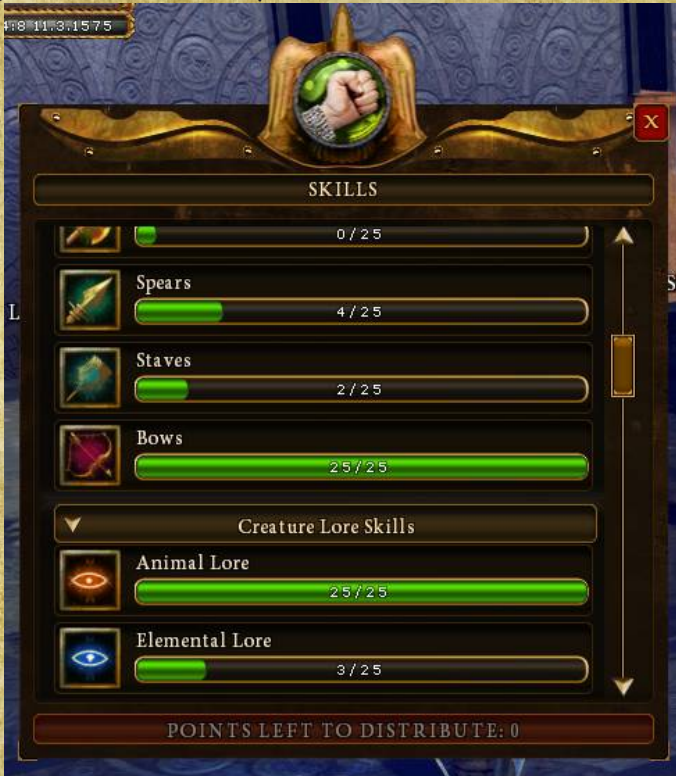 4:8 11.3.1575
X
SKILLS
0/25
Spears
4/25
Staves
2/25
Bows
25/25
Creature Lore Skills
Animal Lore
25/25
Elemental Lore
3/25
POINTS LEFT TO DISTRIBUTE: 0
L
S